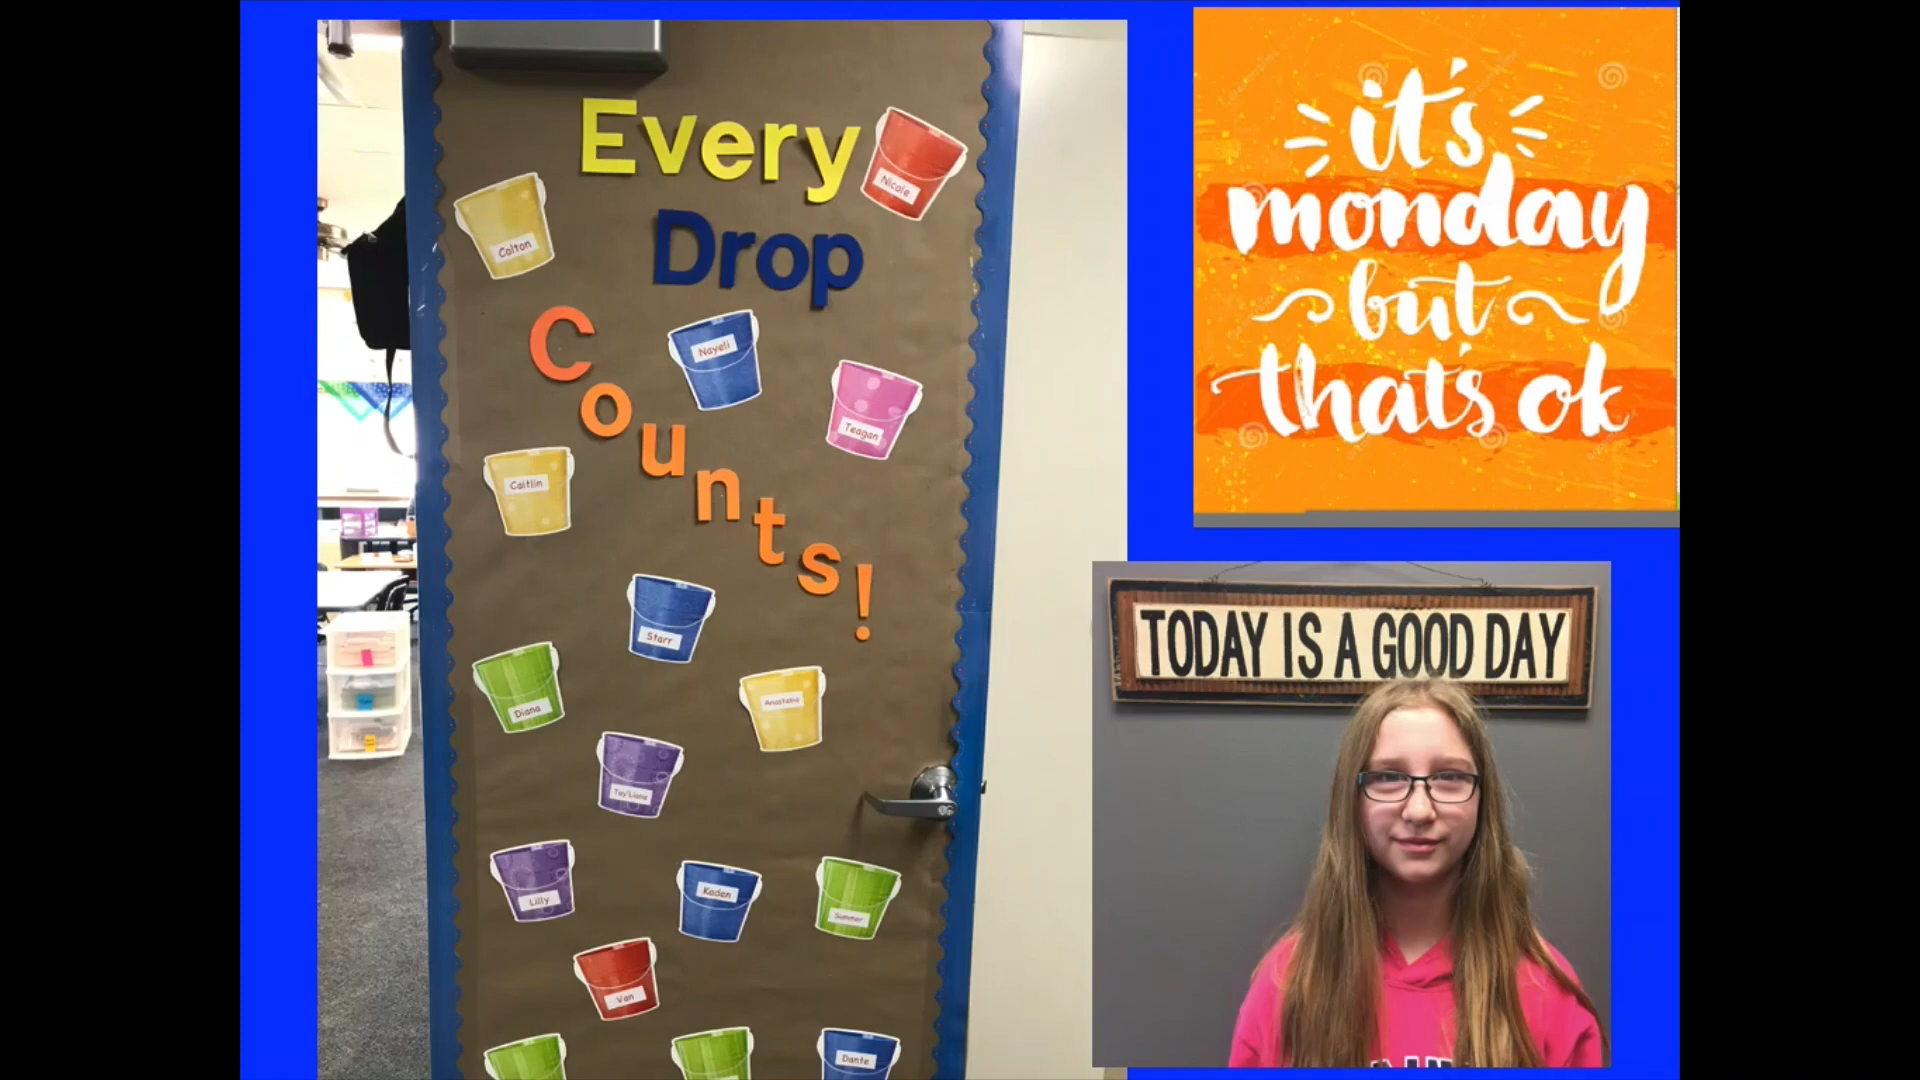 Every
Nicole
Colton
Drop
Counts!
Nayeli
Teagan
Caitlin
Starr
Diana
Anastasia
Tay'Liana
Lilly
Kaden
Summer
Van
Dante
it's
monday
but
that's ok
TODAY IS A GOOD DAY